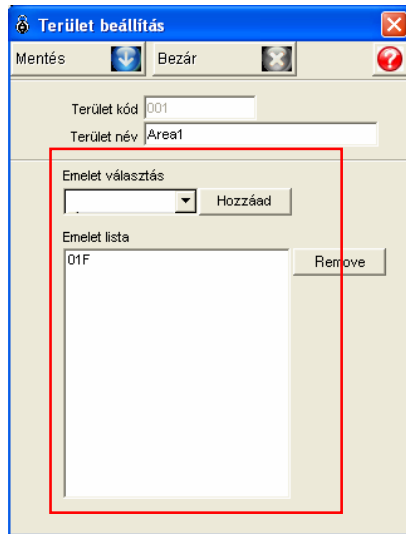 Terület beállítás
Mentés Bezár
Terület kód 001
Terület név Area1
Emelet választás
Hozzáad
Emelet lista
01F
Remove